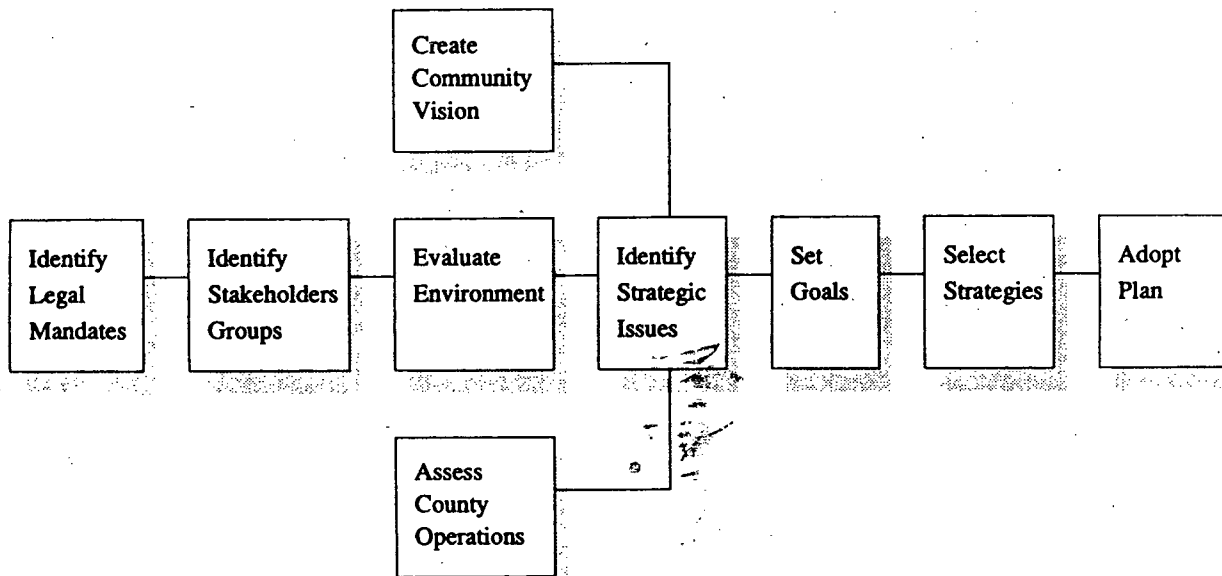 Create
Community
Vision
Identify
Legal
Mandates
Identify
Stakeholders
Groups
Evaluate
Environment
Identify
Strategic
Issues
Set
Goals
Select
Strategies
Adopt
Plan
Assess
County
Operations